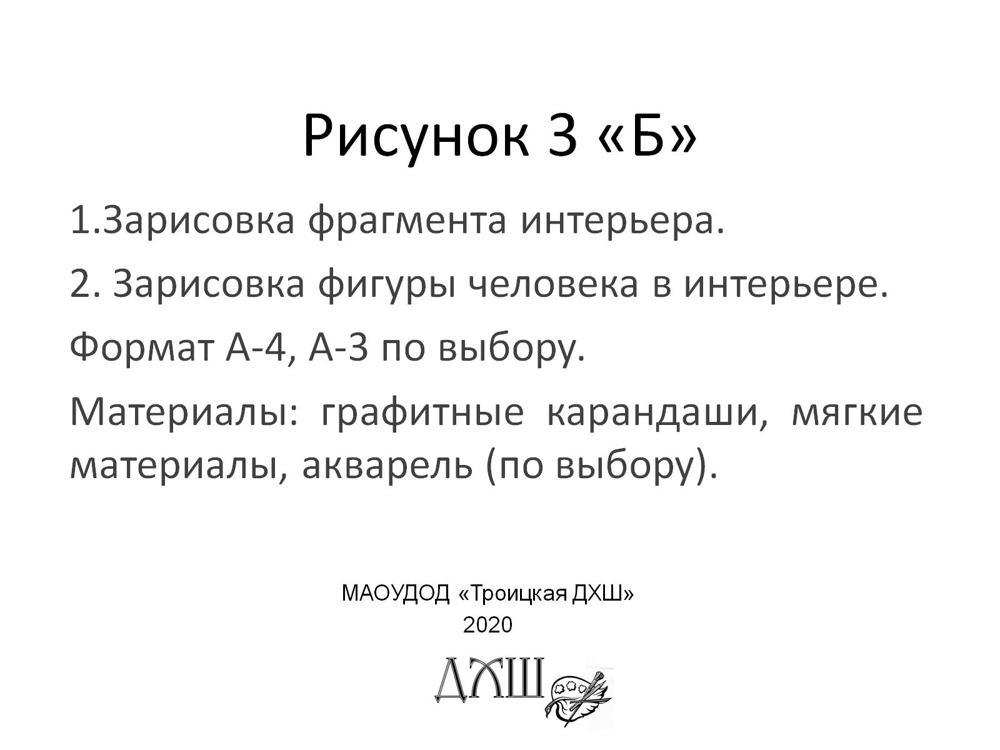 Рисунок 3 «Б»
1.Зарисовка фрагмента интерьера.
2. Зарисовка фигуры человека в интерьере.
Формат А-4, А-3 по выбору.
Материалы: графитные карандаши, мягкие
материалы, акварель (по выбору).
МАОУДОД «Троицкая ДХШ»
2020
ДХШ